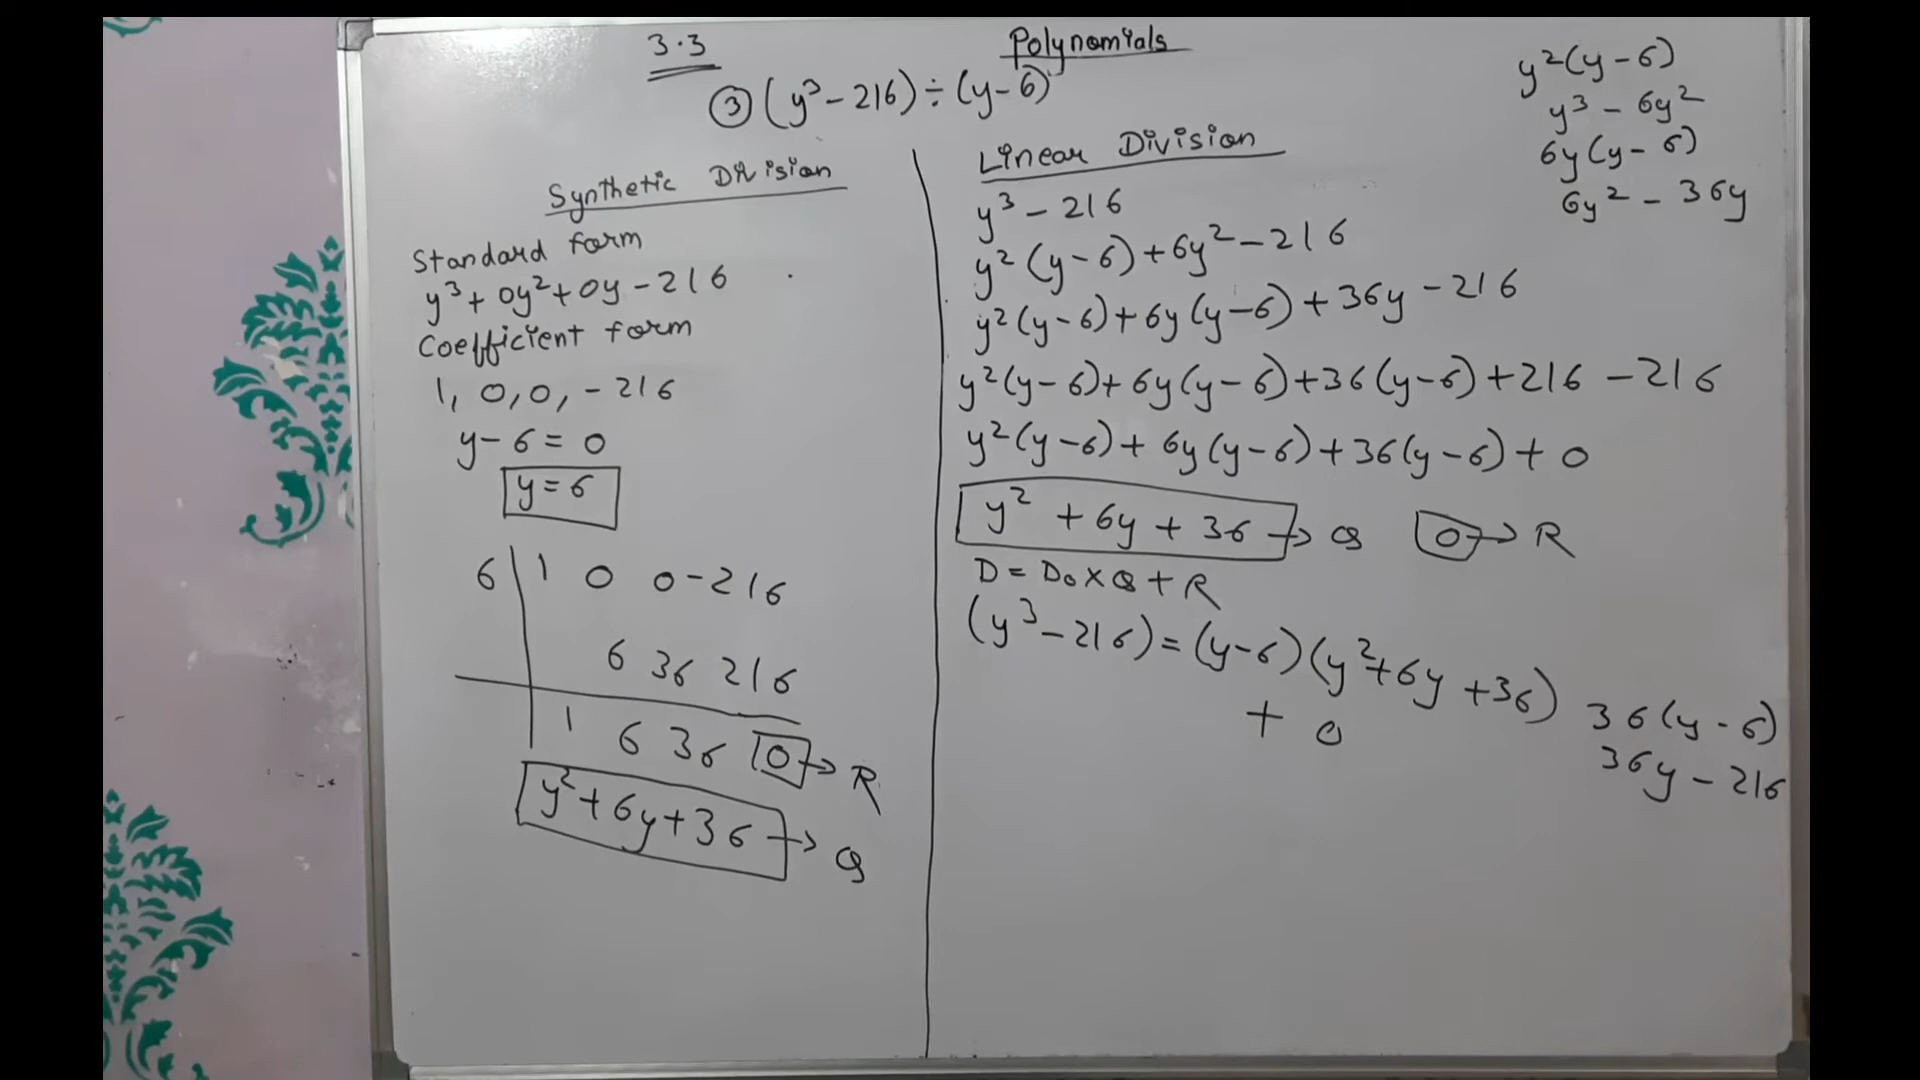 3.3
Polynomials
③ (y³ - 216) ÷ (y - 6)
Synthetic Division
Standard form
y³ + 0y² + 0y - 216
Coefficient form
1, 0, 0, - 216
y - 6 = 0
y = 6
6 | 1 0 0 - 216
6 36 216
1 6 36 0 → R
y² + 6y + 36 → Q
Linear Division
y³ - 216
y² (y - 6) + 6y² - 216
y² (y - 6) + 6y (y - 6) + 36y - 216
y² (y - 6) + 6y (y - 6) + 36 (y - 6) + 216 - 216
y² (y - 6) + 6y (y - 6) + 36 (y - 6) + 0
y² + 6y + 36 → Q 0 → R
D = Do × Q + R
(y³ - 216) = (y - 6) (y² + 6y + 36)
+ 0
y² (y - 6)
y³ - 6y²
6y (y - 6)
6y² - 36y
36 (y - 6)
36y - 216